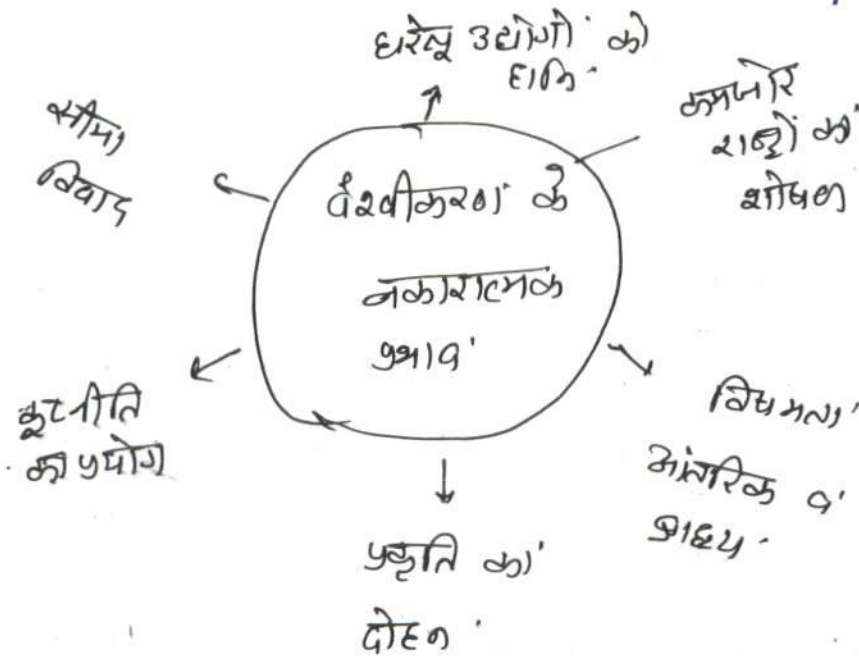 घरेलू उद्योगों को
हानि
कमजोर
राष्ट्रों का
शोषण
सीमा
विवाद
वैश्वीकरण के
नकारात्मक
प्रभाव
कूटनीति
का प्रयोग
विषमता
आंतरिक व
बाह्य
प्रकृति का
दोहन